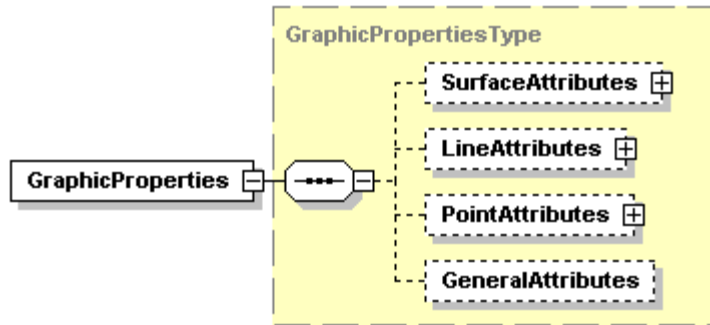 GraphicPropertiesType
SurfaceAttributes
LineAttributes
GraphicProperties
PointAttributes
GeneralAttributes